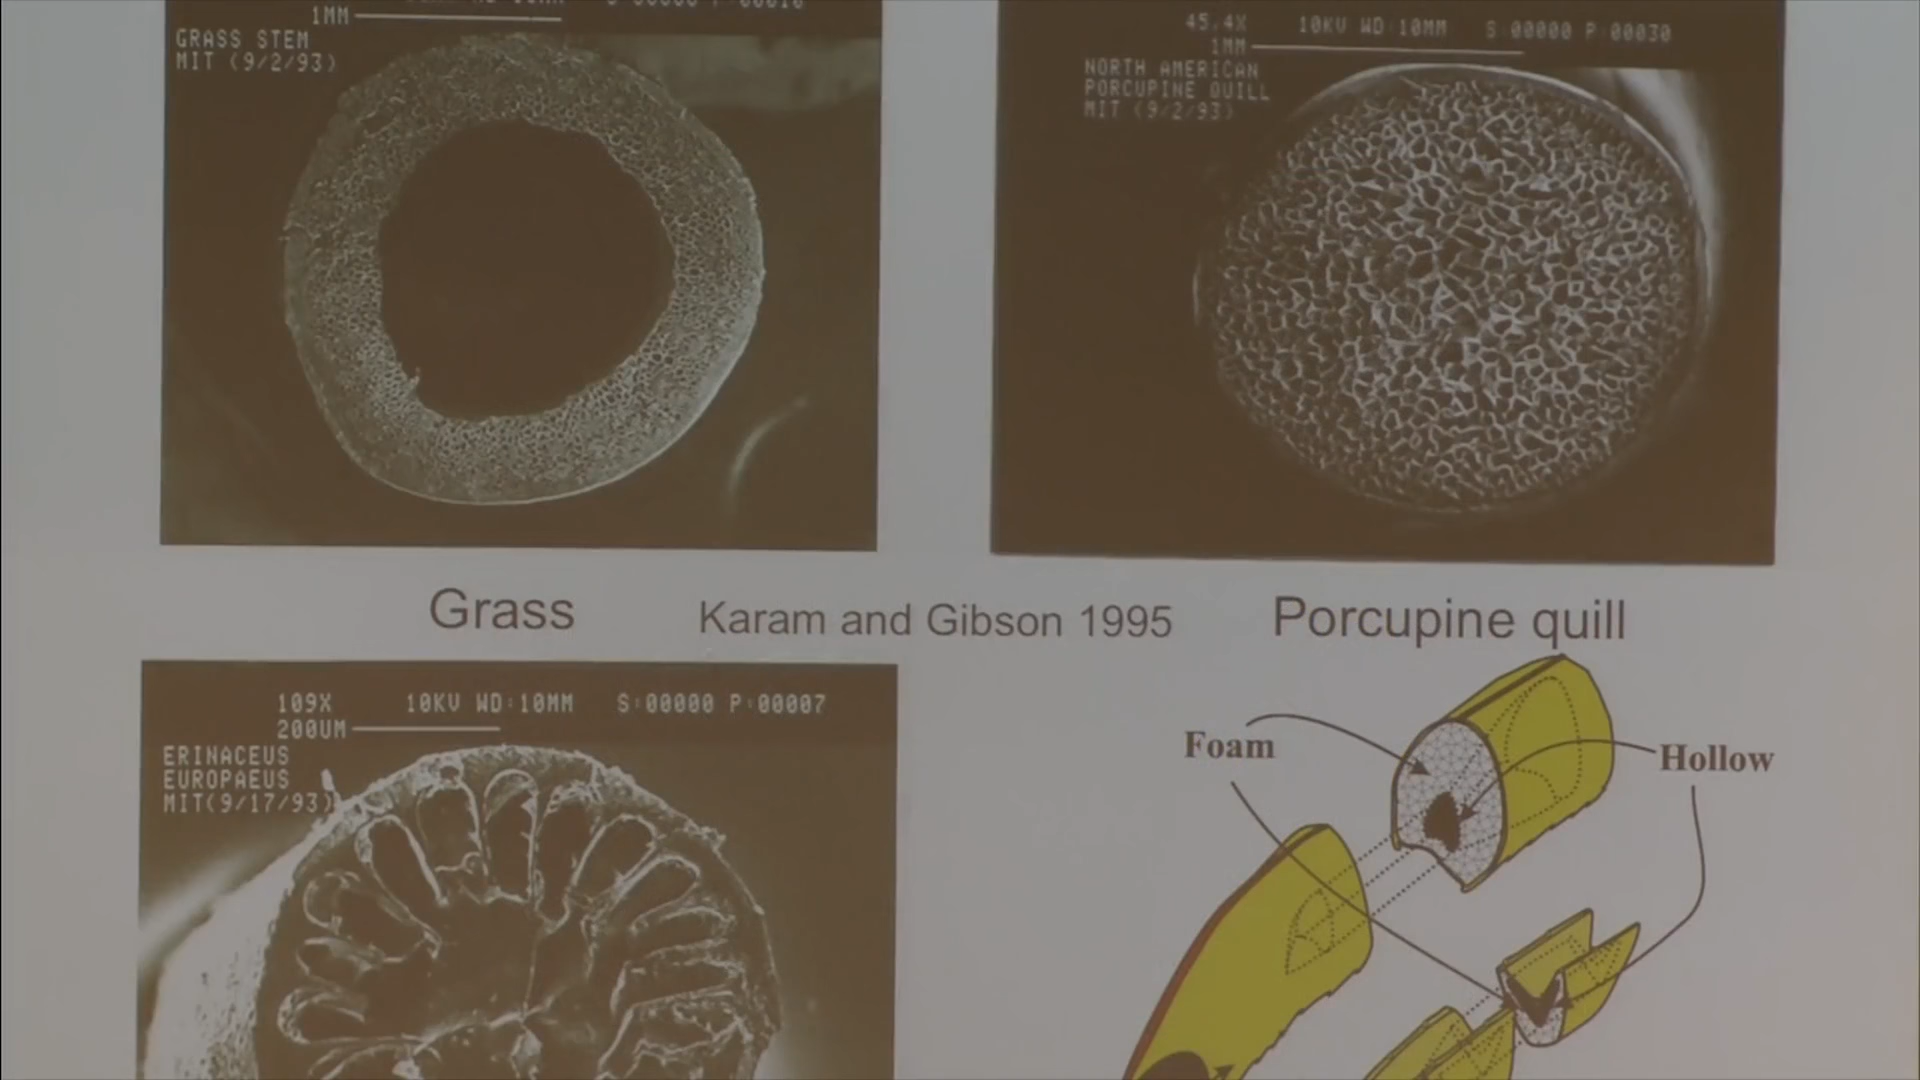 1MM
GRASS STEM
MIT (9/2/93)
45.4X 10KV WD:10MM S:00000 P:00030
1MM
NORTH AMERICAN
PORCUPINE QUILL
MIT (9/2/93)
Grass
Karam and Gibson 1995
Porcupine quill
109X 10KV WD:10MM S:00000 P:00007
200UM
ERINACEUS
EUROPAEUS
MIT(9/17/93)
Foam
Hollow